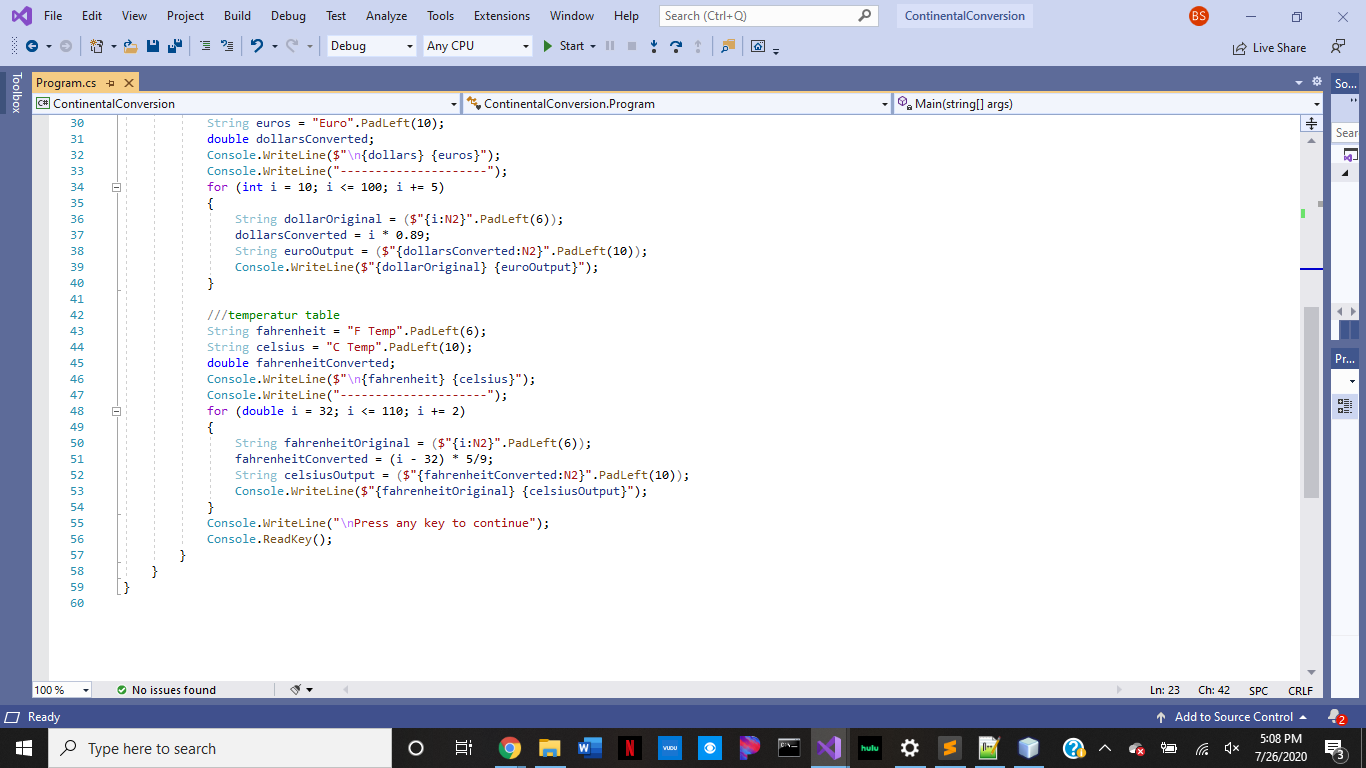 File Edit View Project Build Debug Test Analyze Tools Extensions Window Help Search (Ctrl+Q) ContinentalConversion BS
Debug Any CPU Start Live Share
Toolbox
Program.cs So...
C# ContinentalConversion ContinentalConversion.Program Main(string[] args)
Sear
30 String euros = "Euro".PadLeft(10);
31 double dollarsConverted;
32 Console.WriteLine($"\n{dollars} {euros}");
33 Console.WriteLine("---------------------");
34 for (int i = 10; i <= 100; i += 5)
35 {
36 String dollarOriginal = ($"{i:N2}".PadLeft(6));
37 dollarsConverted = i * 0.89;
38 String euroOutput = ($"{dollarsConverted:N2}".PadLeft(10));
39 Console.WriteLine($"{dollarOriginal} {euroOutput}");
40 }
41
42 ///temperatur table
43 String fahrenheit = "F Temp".PadLeft(6);
44 String celsius = "C Temp".PadLeft(10);
45 double fahrenheitConverted;
46 Console.WriteLine($"\n{fahrenheit} {celsius}");
47 Console.WriteLine("---------------------");
48 for (double i = 32; i <= 110; i += 2)
49 {
50 String fahrenheitOriginal = ($"{i:N2}".PadLeft(6));
51 fahrenheitConverted = (i - 32) * 5/9;
52 String celsiusOutput = ($"{fahrenheitConverted:N2}".PadLeft(10));
53 Console.WriteLine($"{fahrenheitOriginal} {celsiusOutput}");
54 }
55 Console.WriteLine("\nPress any key to continue");
56 Console.ReadKey();
57 }
58 }
59 }
60
Pr...
100 % No issues found Ln: 23 Ch: 42 SPC CRLF
Ready Add to Source Control 2
Type here to search N VUDU hulu 5:08 PM
7/26/2020 3